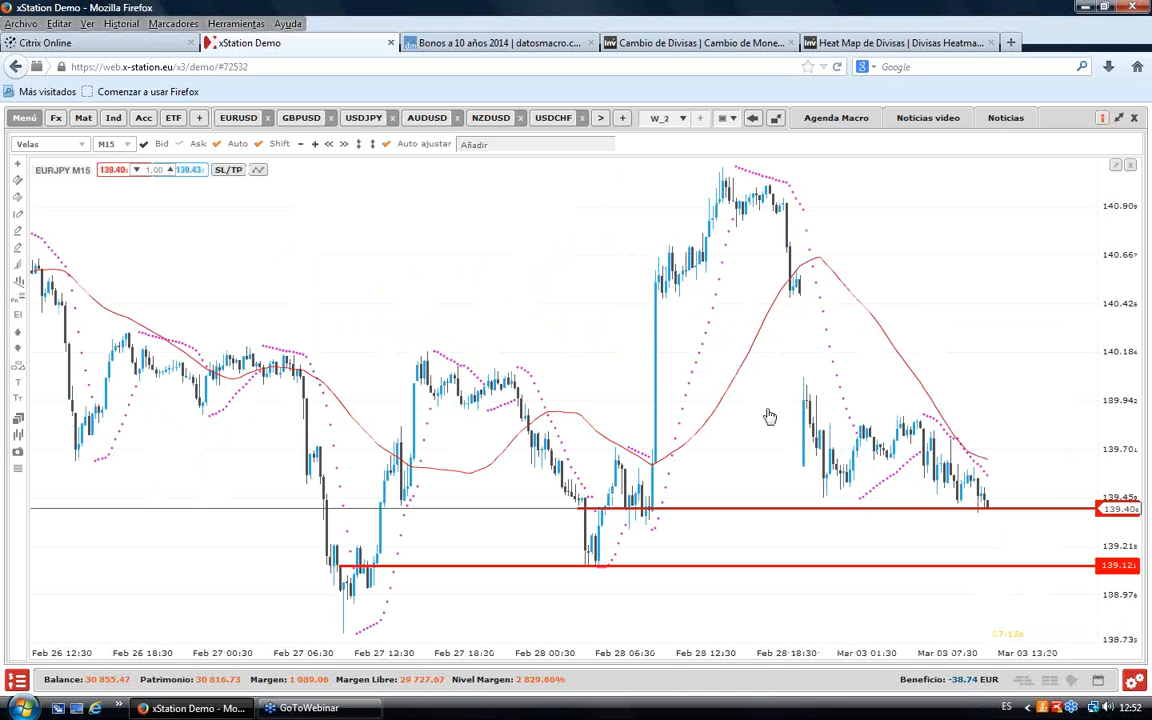 xStation Demo - Mozilla Firefox
Archivo Editar Ver Historial Marcadores Herramientas Ayuda
Citrix Online × xStation Demo × Bonos a 10 años 2014 | datosmacro.c... × Cambio de Divisas | Cambio de Mone... × Heat Map de Divisas | Divisas Heatma... × +
https://web.x-station.eu/x3/demo/#72532 Google
Más visitados Comenzar a usar Firefox
Menú Fx Mat Ind Acc ETF + EURUSD x GBPUSD x USDJPY x AUDUSD x NZDUSD x USDCHF x > + W_2 + Agenda Macro Noticias video Noticias
Velas M15 Bid Ask Auto Shift - + Auto ajustar Añadir
EURJPY M15 139.40 1.00 139.43 SL/TP
140.90
140.66
140.42
140.18
139.94
139.70
139.45
139.40
139.21
139.12
138.97
138.73
Feb 26 12:30 Feb 26 18:30 Feb 27 00:30 Feb 27 06:30 Feb 27 12:30 Feb 27 18:20 Feb 28 00:30 Feb 28 06:30 Feb 28 12:30 Feb 28 18:30 Mar 03 01:30 Mar 03 07:30 Mar 03 13:20
Balance: 30 855.47 Patrimonio: 30 816.73 Margen: 1 089.06 Margen Libre: 29 727.67 Nivel Margen: 2 829.66% Beneficio: -38.74 EUR
xStation Demo - Mo... GoToWebinar ES 12:52